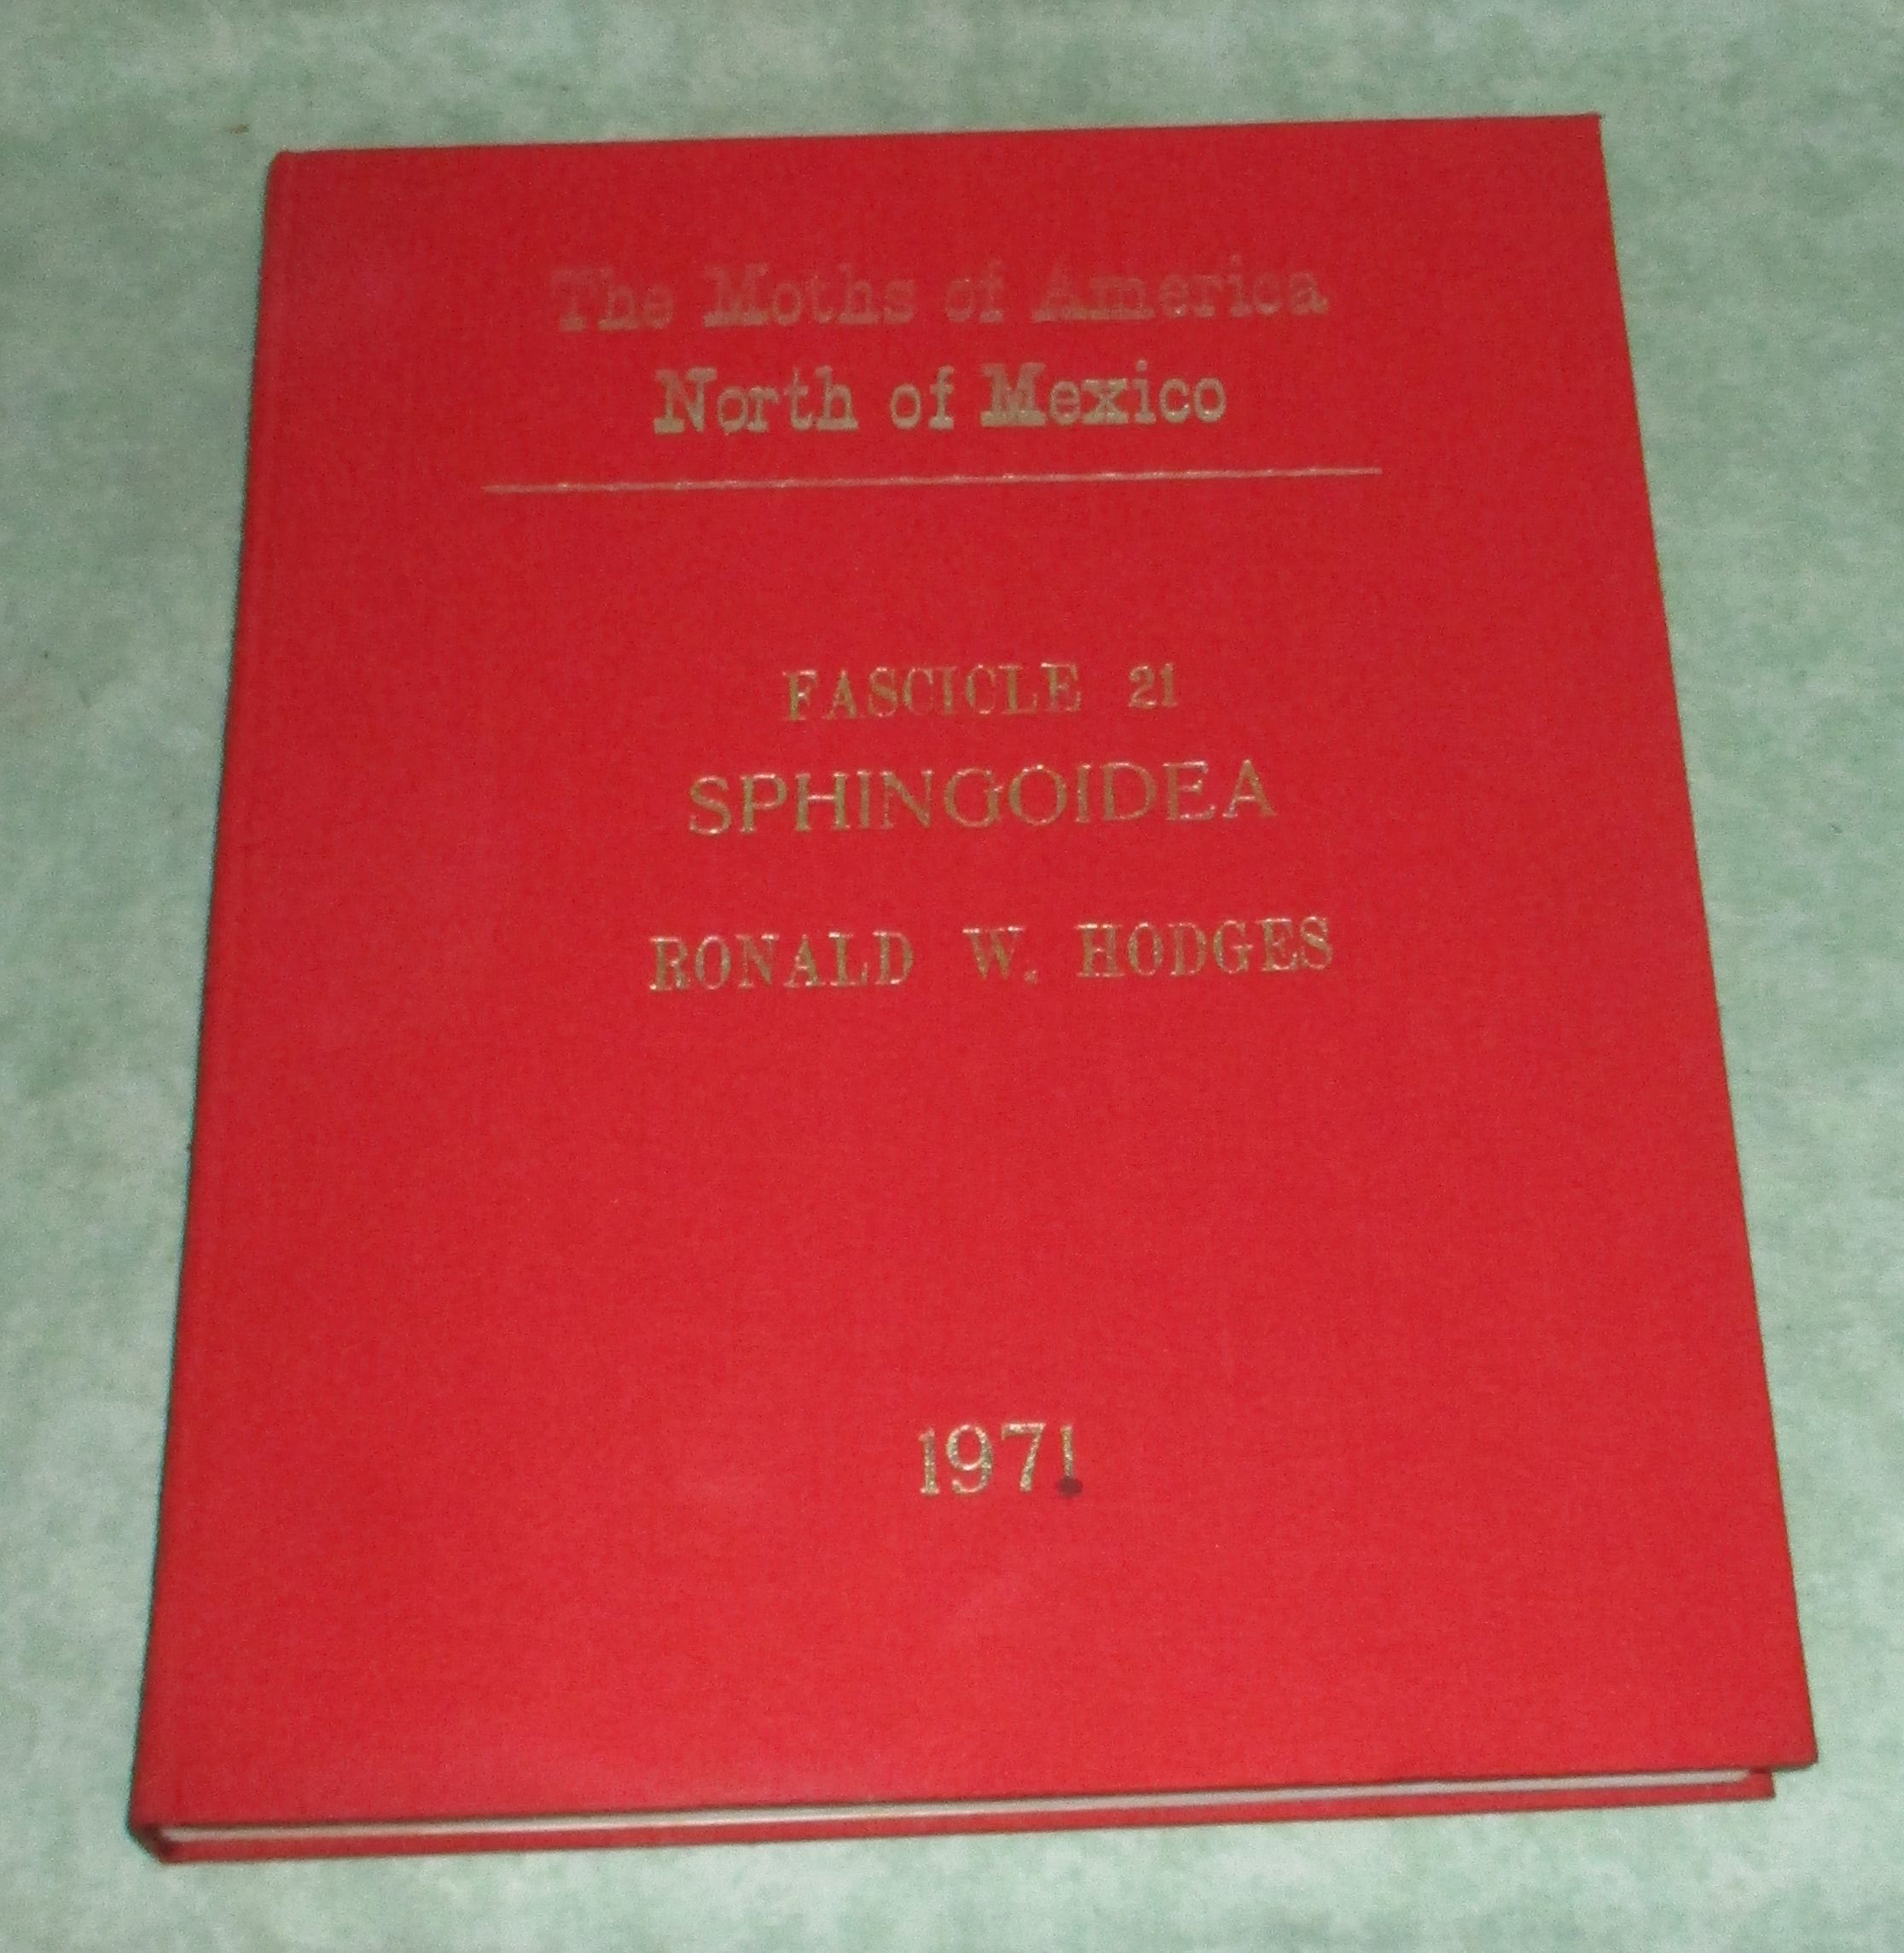 The Moths of America
North of Mexico
FASCICLE 21
SPHINGOIDEA
RONALD W. HODGES
1971